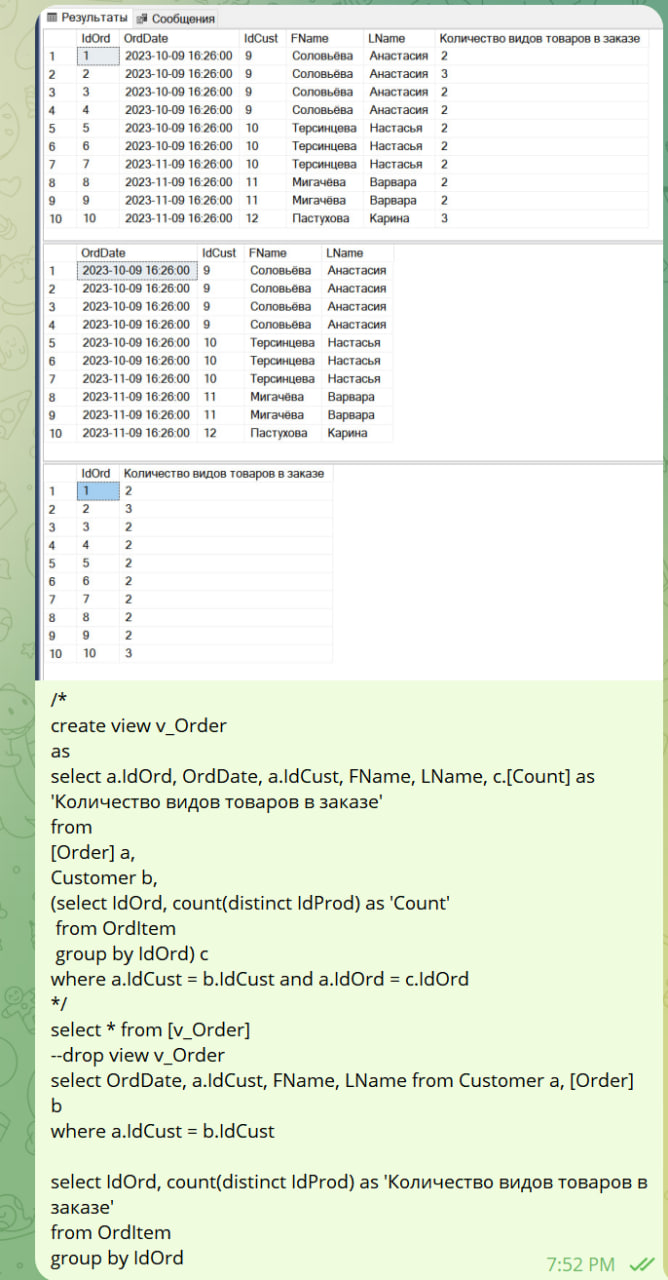 Результаты Сообщения
IdOrd OrdDate IdCust FName LName Количество видов товаров в заказе
1 1 2023-10-09 16:26:00 9 Соловьёва Анастасия 2
2 2 2023-10-09 16:26:00 9 Соловьёва Анастасия 3
3 3 2023-10-09 16:26:00 9 Соловьёва Анастасия 2
4 4 2023-10-09 16:26:00 9 Соловьёва Анастасия 2
5 5 2023-10-09 16:26:00 10 Терсинцева Настасья 2
6 6 2023-10-09 16:26:00 10 Терсинцева Настасья 2
7 7 2023-11-09 16:26:00 10 Терсинцева Настасья 2
8 8 2023-11-09 16:26:00 11 Мигачёва Варвара 2
9 9 2023-11-09 16:26:00 11 Мигачёва Варвара 2
10 10 2023-11-09 16:26:00 12 Пастухова Карина 3
OrdDate IdCust FName LName
1 2023-10-09 16:26:00 9 Соловьёва Анастасия
2 2023-10-09 16:26:00 9 Соловьёва Анастасия
3 2023-10-09 16:26:00 9 Соловьёва Анастасия
4 2023-10-09 16:26:00 9 Соловьёва Анастасия
5 2023-10-09 16:26:00 10 Терсинцева Настасья
6 2023-10-09 16:26:00 10 Терсинцева Настасья
7 2023-11-09 16:26:00 10 Терсинцева Настасья
8 2023-11-09 16:26:00 11 Мигачёва Варвара
9 2023-11-09 16:26:00 11 Мигачёва Варвара
10 2023-11-09 16:26:00 12 Пастухова Карина
IdOrd Количество видов товаров в заказе
1 1 2
2 2 3
3 3 2
4 4 2
5 5 2
6 6 2
7 7 2
8 8 2
9 9 2
10 10 3
/*
create view v_Order
as
select a.IdOrd, OrdDate, a.IdCust, FName, LName, c.[Count] as
'Количество видов товаров в заказе'
from
[Order] a,
Customer b,
(select IdOrd, count(distinct IdProd) as 'Count'
from OrdItem
group by IdOrd) c
where a.IdCust = b.IdCust and a.IdOrd = c.IdOrd
*/
select * from [v_Order]
--drop view v_Order
select OrdDate, a.IdCust, FName, LName from Customer a, [Order]
b
where a.IdCust = b.IdCust
select IdOrd, count(distinct IdProd) as 'Количество видов товаров в
заказе'
from OrdItem
group by IdOrd
7:52 PM